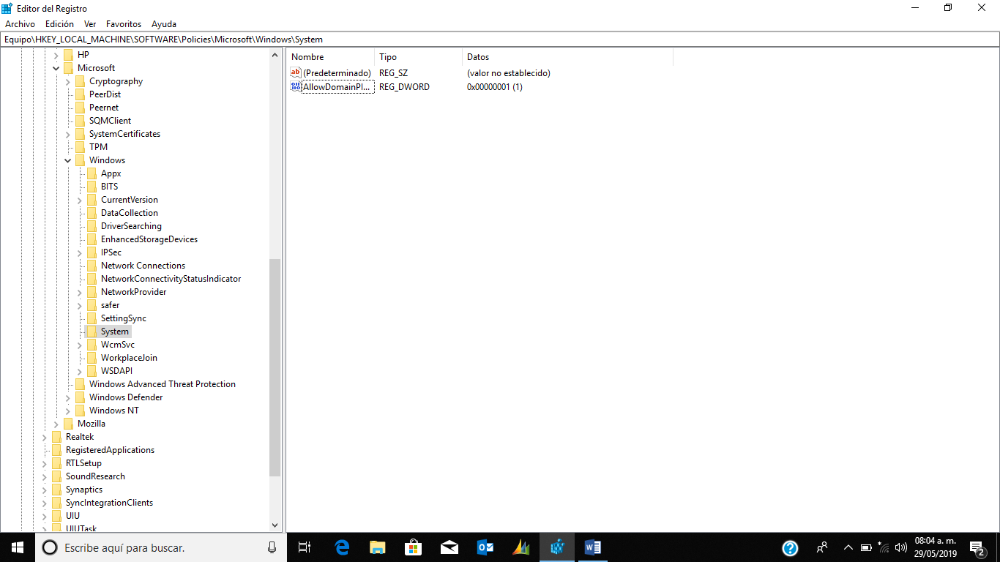 Editor del Registro
Archivo Edición Ver Favoritos Ayuda
Equipo\HKEY_LOCAL_MACHINE\SOFTWARE\Policies\Microsoft\Windows\System
HP
Microsoft
Cryptography
PeerDist
Peernet
SQMClient
SystemCertificates
TPM
Windows
Appx
BITS
CurrentVersion
DataCollection
DriverSearching
EnhancedStorageDevices
IPSec
Network Connections
NetworkConnectivityStatusIndicator
NetworkProvider
safer
SettingSync
System
WcmSvc
WorkplaceJoin
WSDAPI
Windows Advanced Threat Protection
Windows Defender
Windows NT
Mozilla
Realtek
RegisteredApplications
RTLSetup
SoundResearch
Synaptics
SyncIntegrationClients
UIU
UIUTask
Nombre Tipo Datos
(Predeterminado) REG_SZ (valor no establecido)
AllowDomainPI... REG_DWORD 0x00000001 (1)
Escribe aquí para buscar.
08:04 a. m.
29/05/2019
2